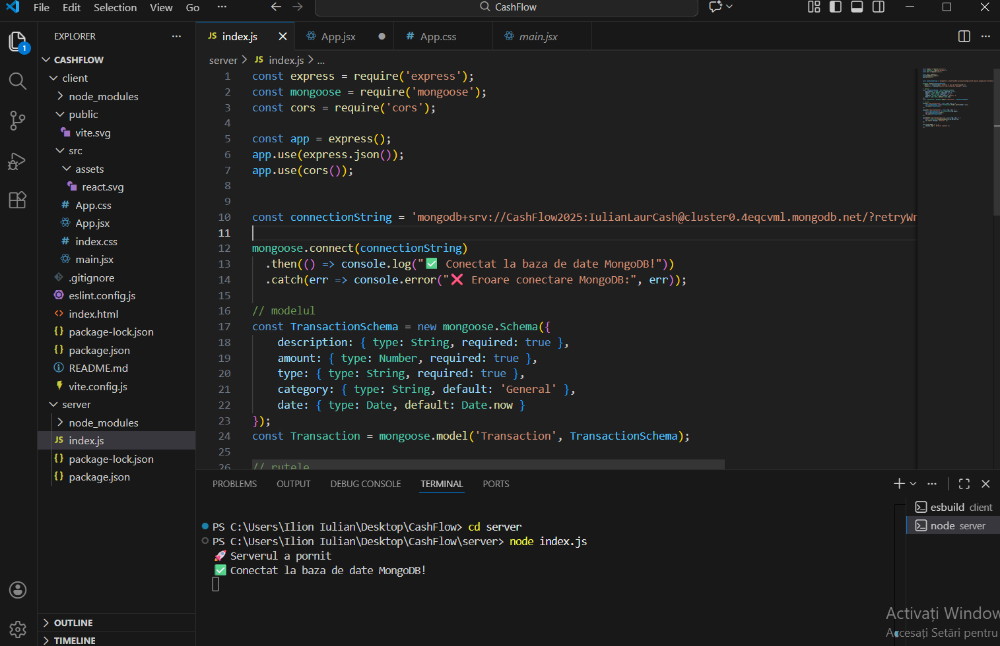 File Edit Selection View Go ··· CashFlow
EXPLORER ···
CASHFLOW
client
node_modules
public
vite.svg
src
assets
react.svg
App.css
App.jsx
index.css
main.jsx
.gitignore
eslint.config.js
index.html
package-lock.json
package.json
README.md
vite.config.js
server
node_modules
index.js
package-lock.json
package.json
OUTLINE
TIMELINE
1
JS index.js App.jsx # App.css main.jsx
server > JS index.js > ...
1 const express = require('express');
2 const mongoose = require('mongoose');
3 const cors = require('cors');
4
5 const app = express();
6 app.use(express.json());
7 app.use(cors());
8
9
10 const connectionString = 'mongodb+srv://CashFlow2025:IulianLaurCash@cluster0.4eqcvml.mongodb.net/?retryWr
11
12 mongoose.connect(connectionString)
13 .then(() => console.log("✅ Conectat la baza de date MongoDB!"))
14 .catch(err => console.error("❌ Eroare conectare MongoDB:", err));
15
16 // modelul
17 const TransactionSchema = new mongoose.Schema({
18 description: { type: String, required: true },
19 amount: { type: Number, required: true },
20 type: { type: String, required: true },
21 category: { type: String, default: 'General' },
22 date: { type: Date, default: Date.now }
23 });
24 const Transaction = mongoose.model('Transaction', TransactionSchema);
25
26 // rutele
PROBLEMS OUTPUT DEBUG CONSOLE TERMINAL PORTS
PS C:\Users\Ilion Iulian\Desktop\CashFlow> cd server
PS C:\Users\Ilion Iulian\Desktop\CashFlow\server> node index.js
🚀 Serverul a pornit
✅ Conectat la baza de date MongoDB!
esbuild client
node server
Activați Window
Accesați Setări pentru